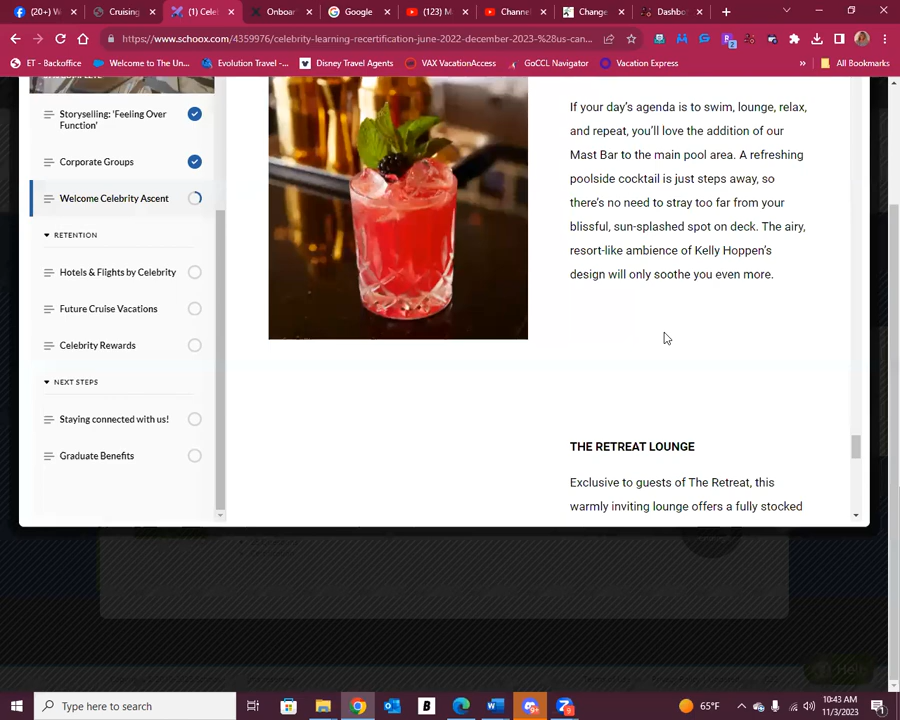 (20+) W
Cruising
(1) Cele
Onboar
Google
(123) M
Channe
Change
Dashbo
https://www.schoox.com/4359976/celebrity-learning-recertification-june-2022-december-2023-%28us-can...
2
ET - Backoffice
Welcome to The Un...
Evolution Travel -...
Disney Travel Agents
VAX VacationAccess
GoCCL Navigator
Vacation Express
»
All Bookmarks
Storyselling: 'Feeling Over
Function'
Corporate Groups
Welcome Celebrity Ascent
RETENTION
Hotels & Flights by Celebrity
Future Cruise Vacations
Celebrity Rewards
NEXT STEPS
Staying connected with us!
Graduate Benefits
If your day's agenda is to swim, lounge, relax,
and repeat, you'll love the addition of our
Mast Bar to the main pool area. A refreshing
poolside cocktail is just steps away, so
there's no need to stray too far from your
blissful, sun-splashed spot on deck. The airy,
resort-like ambience of Kelly Hoppen's
design will only soothe you even more.
THE RETREAT LOUNGE
Exclusive to guests of The Retreat, this
warmly inviting lounge offers a fully stocked
Help
Type here to search
65°F
10:43 AM
11/3/2023